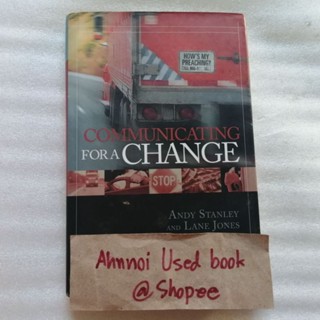 HOW'S MY
PREACHING?
COMMUNICATING
FOR A CHANGE
STOP
ANDY STANLEY
AND LANE JONES
Ahnnoi Used book
@ Shopee